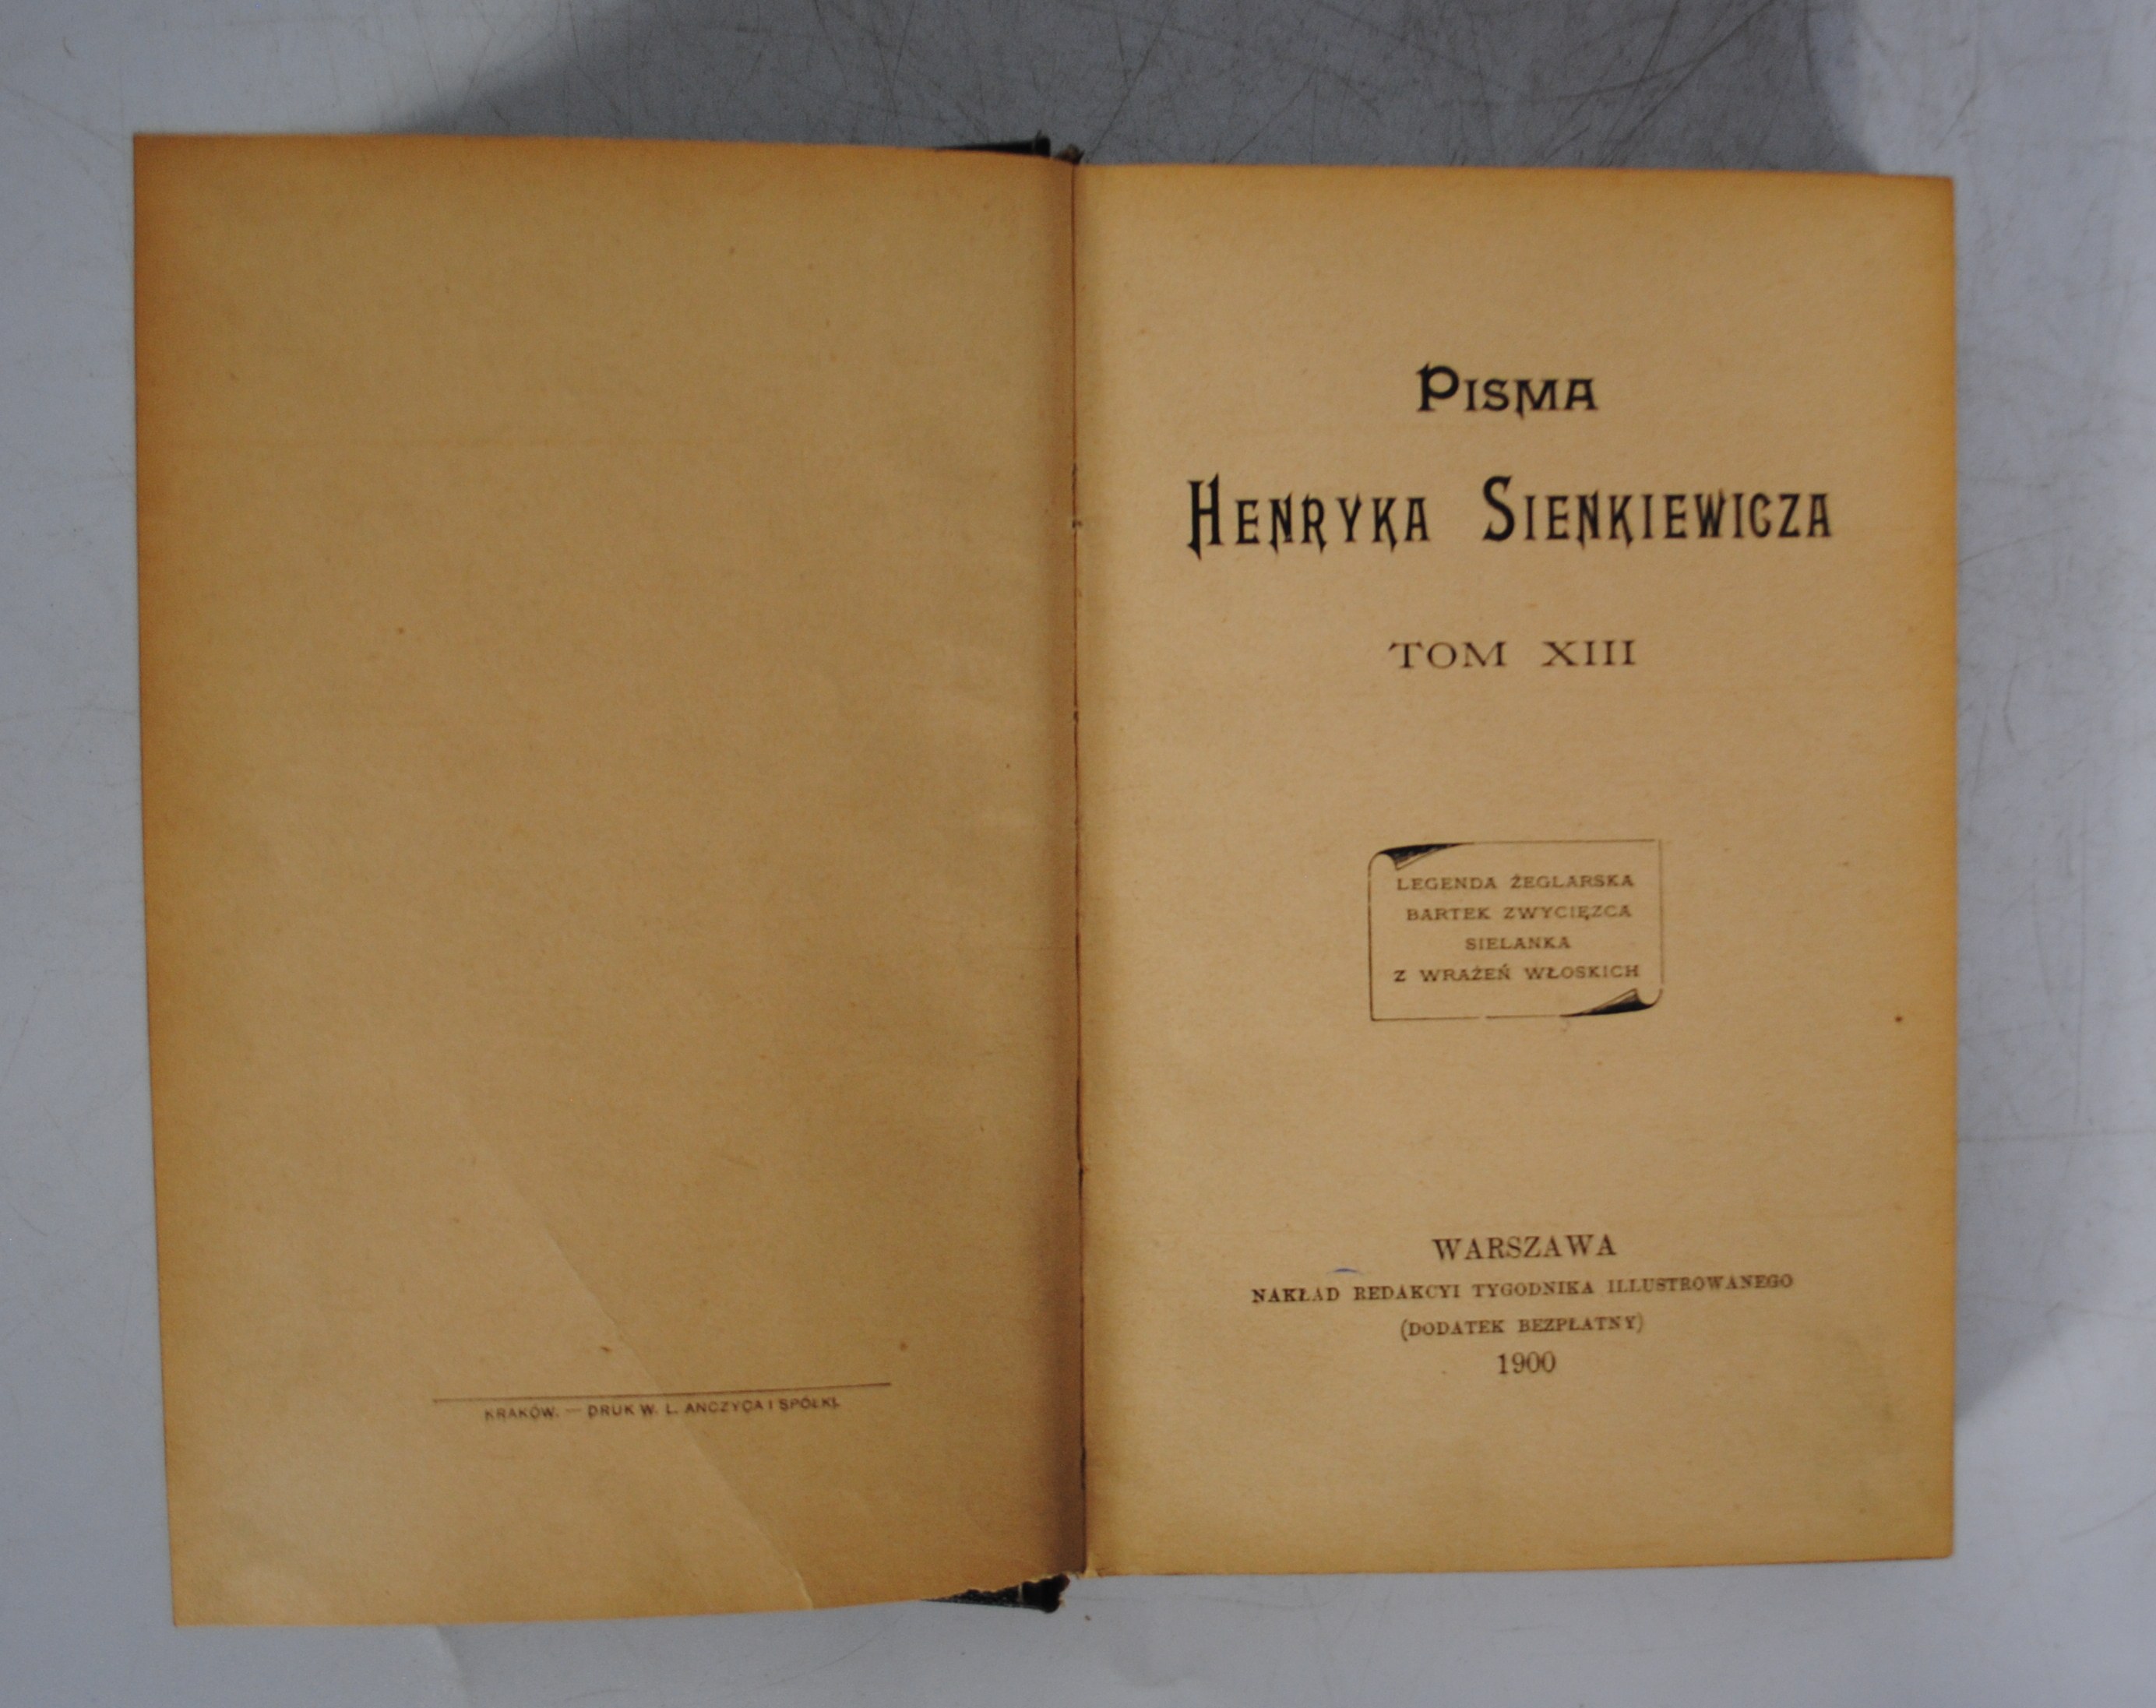 KRAKÓW. — DRUK W. L. ANCZYCA I SPÓŁKI.
PISMA
HENRYKA SIENKIEWICZA
TOM XIII
LEGENDA ŻEGLARSKA
BARTEK ZWYCIĘZCA
SIELANKA
Z WRAŻEŃ WŁOSKICH
WARSZAWA
NAKŁAD REDAKCYI TYGODNIKA ILLUSTROWANEGO
(DODATEK BEZPŁATNY)
1900